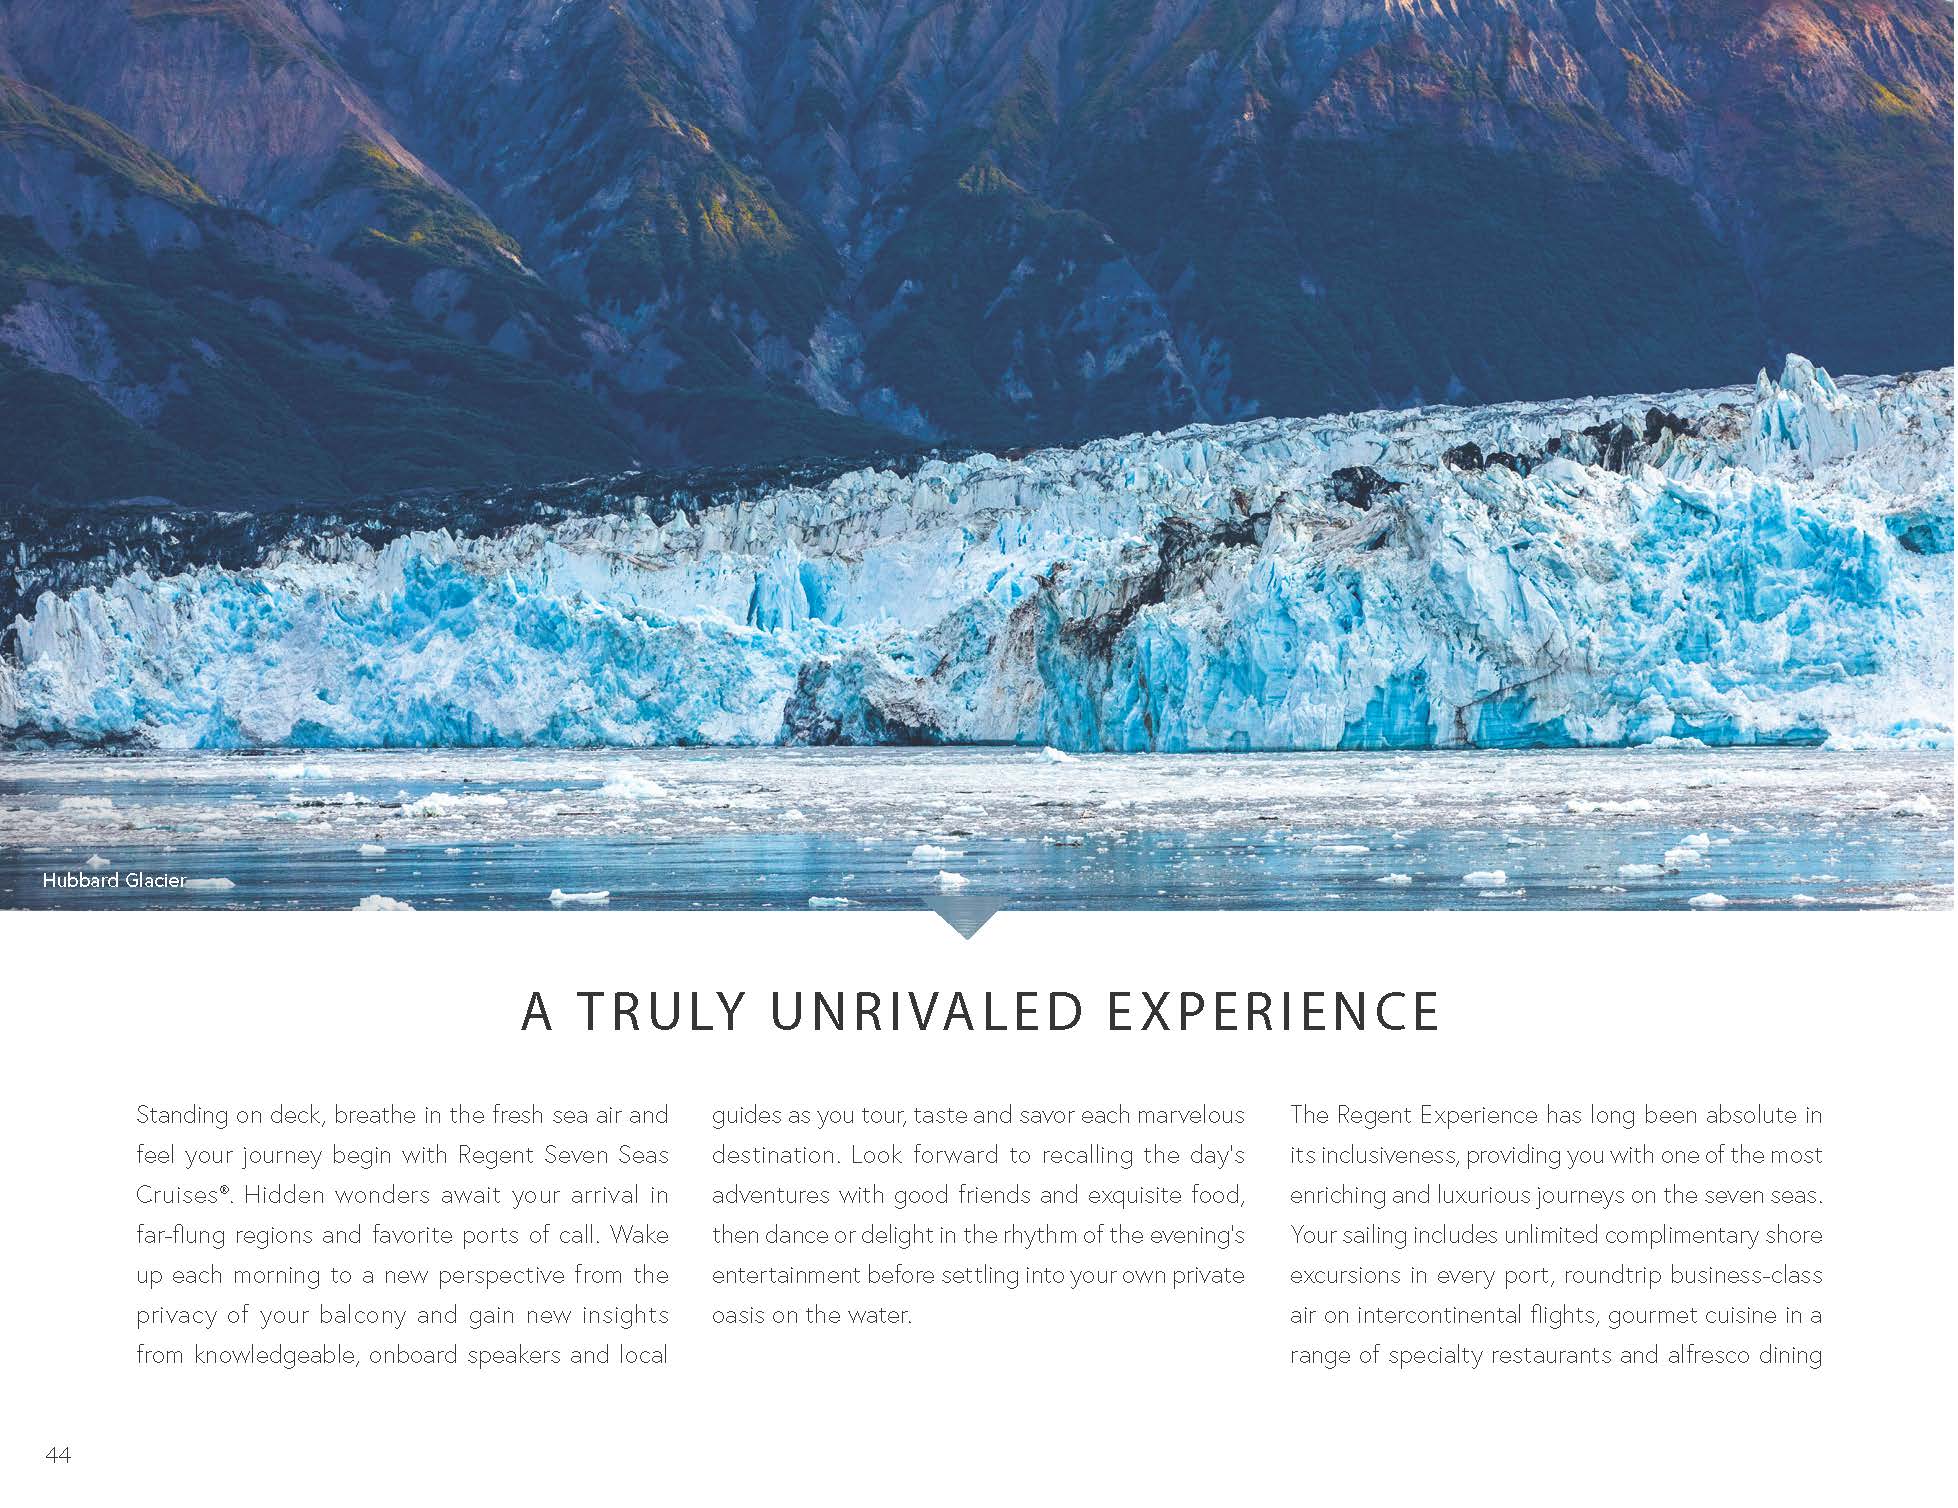 Hubbard Glacier
A TRULY UNRIVALED EXPERIENCE
Standing on deck, breathe in the fresh sea air and
feel your journey begin with Regent Seven Seas
Cruises®. Hidden wonders await your arrival in
far-flung regions and favorite ports of call. Wake
up each morning to a new perspective from the
privacy of your balcony and gain new insights
from knowledgeable, onboard speakers and local
guides as you tour, taste and savor each marvelous
destination. Look forward to recalling the day's
adventures with good friends and exquisite food,
then dance or delight in the rhythm of the evening's
entertainment before settling into your own private
oasis on the water.
The Regent Experience has long been absolute in
its inclusiveness, providing you with one of the most
enriching and luxurious journeys on the seven seas.
Your sailing includes unlimited complimentary shore
excursions in every port, roundtrip business-class
air on intercontinental flights, gourmet cuisine in a
range of specialty restaurants and alfresco dining
44